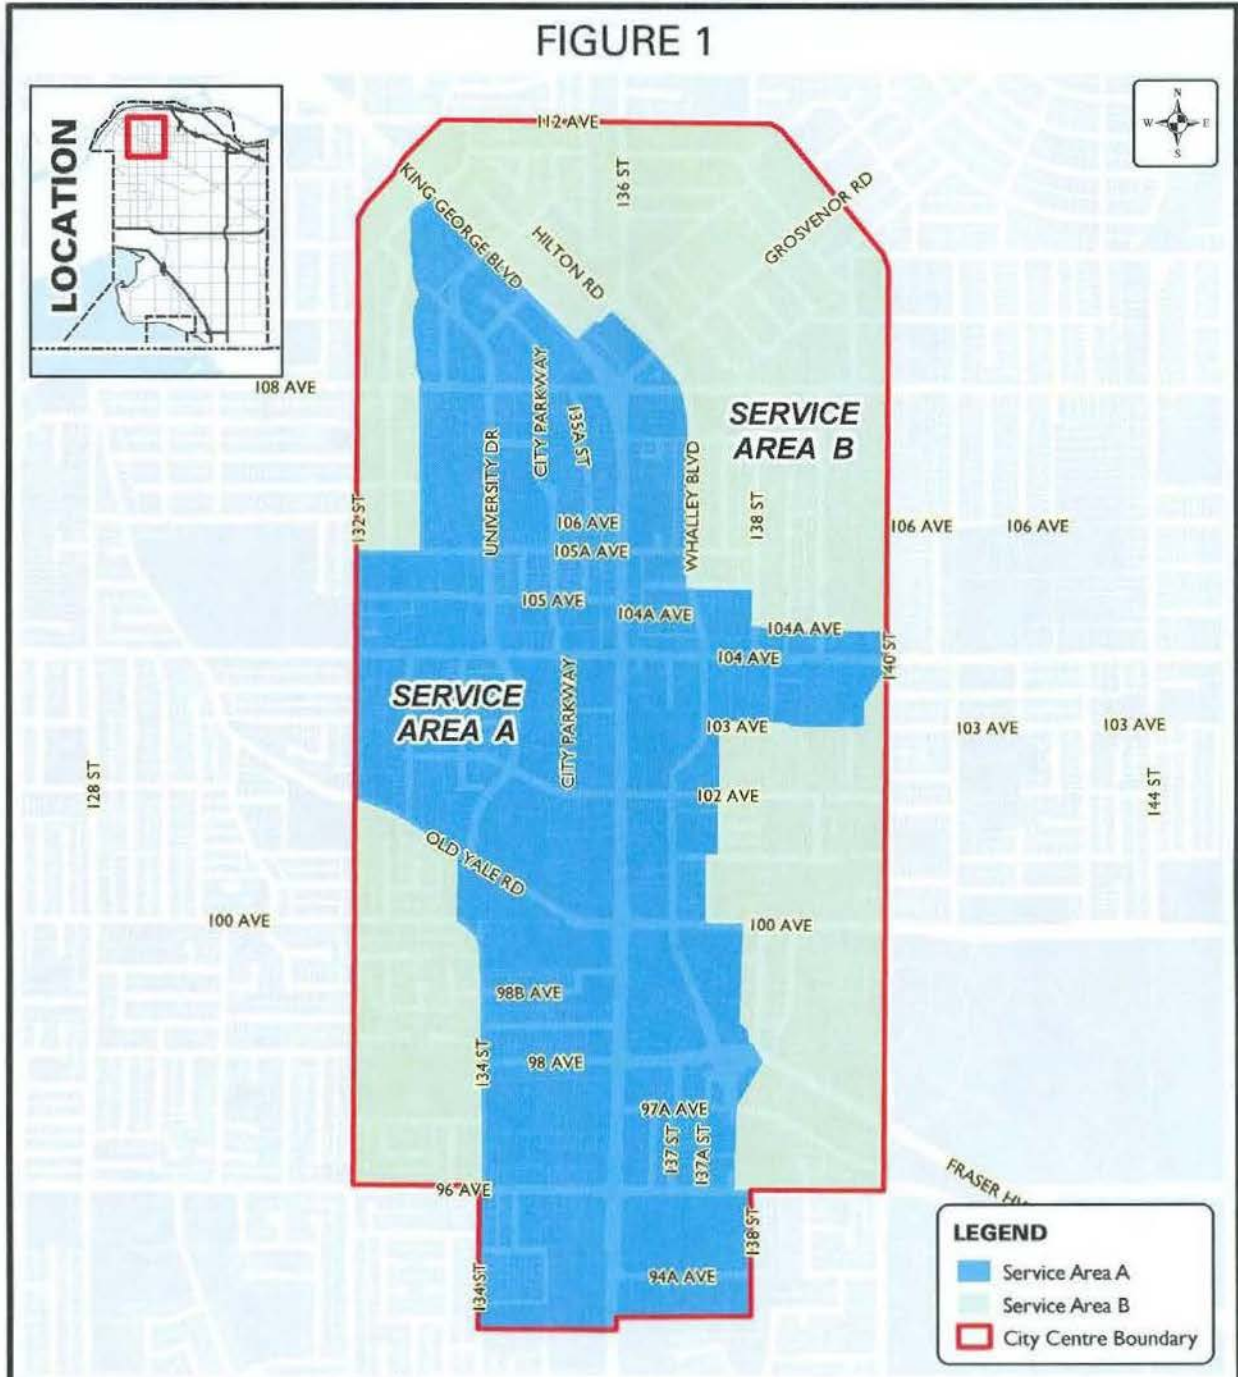 FIGURE 1
LOCATION
N
W E
S
112 AVE
136 ST
KING GEORGE BLVD
HILTON RD
GROSVENOR RD
108 AVE
CITY PARKWAY
135A ST
SERVICE
AREA B
UNIVERSITY DR
WHALLEY BLVD
132 ST
138 ST
106 AVE
106 AVE
106 AVE
105A AVE
105 AVE
104A AVE
104A AVE
104 AVE
140 ST
SERVICE
AREA A
CITY PARKWAY
103 AVE
103 AVE
103 AVE
128 ST
102 AVE
144 ST
OLD YALE RD
100 AVE
100 AVE
98B AVE
134 ST
98 AVE
97A AVE
137 ST
137A ST
96 AVE
FRASER
138 ST
134 ST
94A AVE
LEGEND
Service Area A
Service Area B
City Centre Boundary